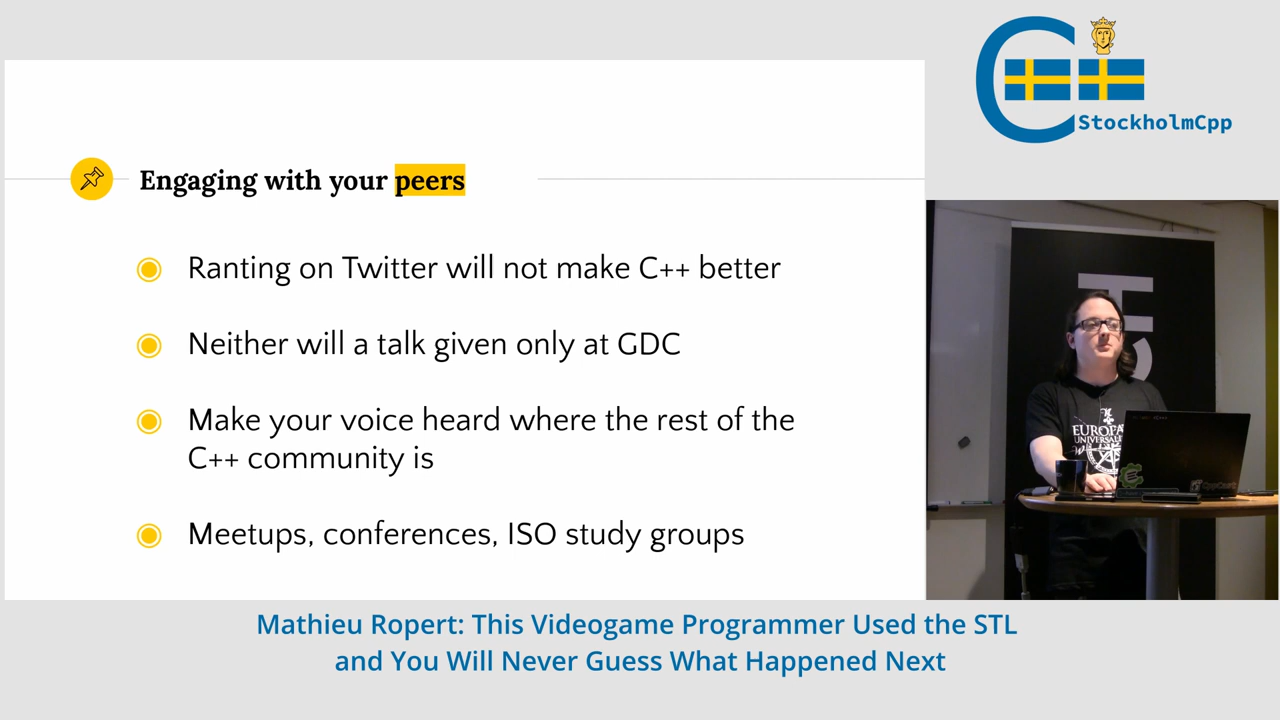 StockholmCpp
Engaging with your peers
Ranting on Twitter will not make C++ better
Neither will a talk given only at GDC
Make your voice heard where the rest of the
C++ community is
Meetups, conferences, ISO study groups
EUROPA
UNIVERSALIS
Mathieu Ropert: This Videogame Programmer Used the STL
and You Will Never Guess What Happened Next